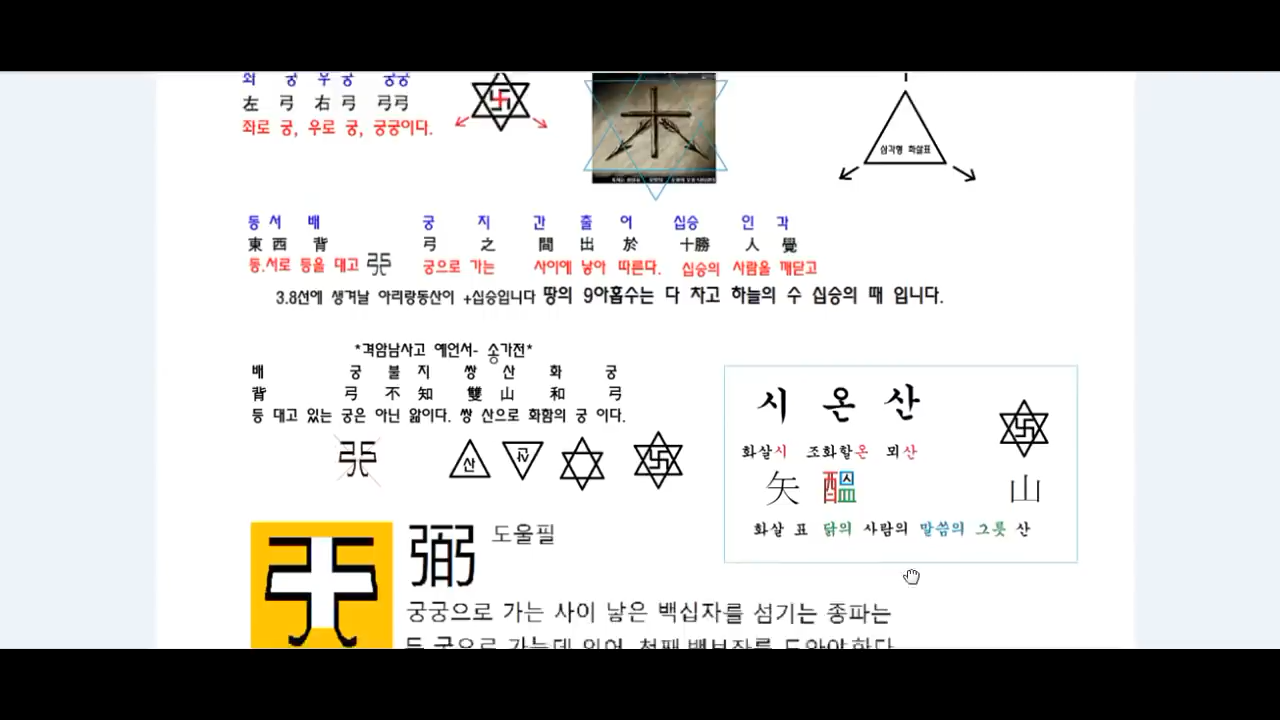 좌 궁 우 궁 궁궁
左 弓 右 弓 弓弓
좌로 궁, 우로 궁, 궁궁이다.
삼각형 화살표
동 서 배 궁 지 간 출 어 십승 인 각
東 西 背 弓 之 間 出 於 十勝 人 覺
동.서로 등을 대고 궁으로 가는 사이에 낳아 따른다. 십승의 사람을 깨닫고
3.8선에 생겨날 아리랑동산이 +십승입니다 땅의 9아홉수는 다 차고 하늘의 수 십승의 때 입니다.
*격암남사고 예언서- 송가전*
배 궁 불 지 쌍 산 화 궁
背 弓 不 知 雙 山 和 弓
등 대고 있는 궁은 아닌 앎이다. 쌍 산으로 화합의 궁 이다.
산
시 온 산
화살시 조화할온 뫼산
矢 醞 山
화살 표 닭의 사람의 말씀의 그릇 산
弼 도울필
궁궁으로 가는 사이 낳은 백십자를 섬기는 종파는